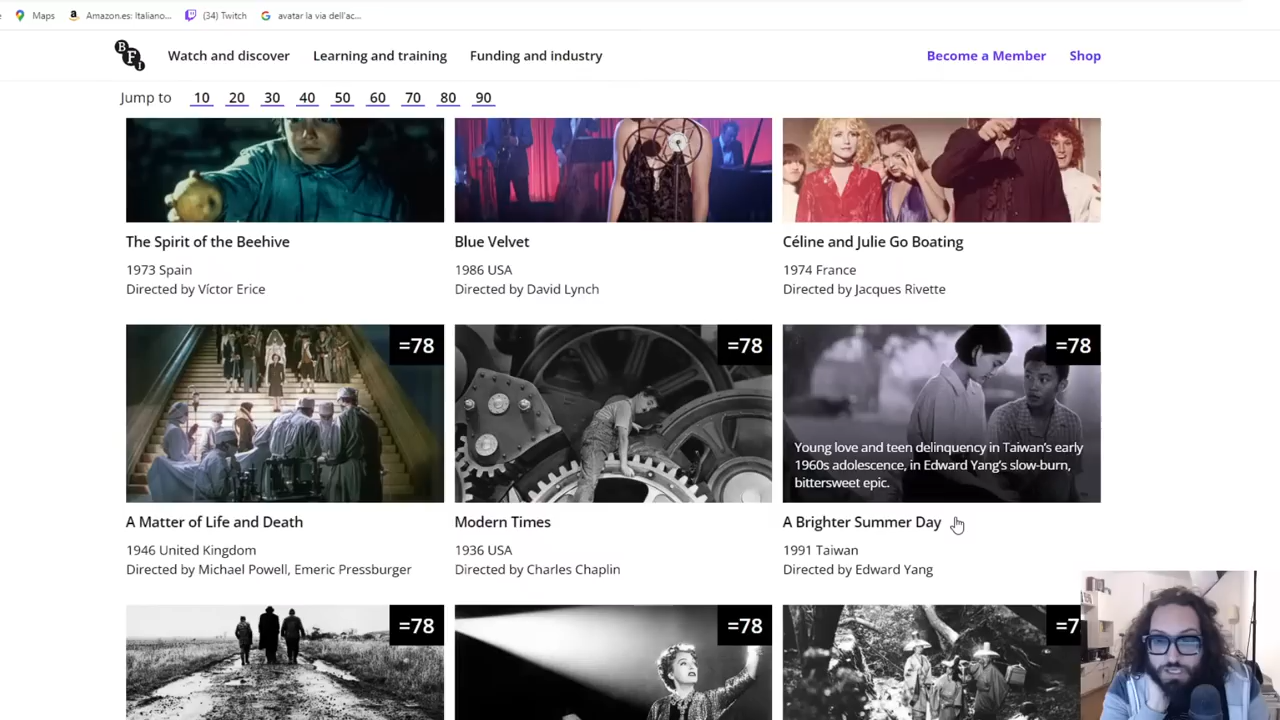 Maps
Amazon.es: Italiano...
(34) Twitch
avatar la via dell'ac...
BFI
Watch and discover
Learning and training
Funding and industry
Become a Member
Shop
Jump to 10 20 30 40 50 60 70 80 90
The Spirit of the Beehive
1973 Spain
Directed by Víctor Erice
Blue Velvet
1986 USA
Directed by David Lynch
Céline and Julie Go Boating
1974 France
Directed by Jacques Rivette
=78
A Matter of Life and Death
1946 United Kingdom
Directed by Michael Powell, Emeric Pressburger
=78
Modern Times
1936 USA
Directed by Charles Chaplin
=78
Young love and teen delinquency in Taiwan's early
1960s adolescence, in Edward Yang's slow-burn,
bittersweet epic.
A Brighter Summer Day
1991 Taiwan
Directed by Edward Yang
=78
=78
=7